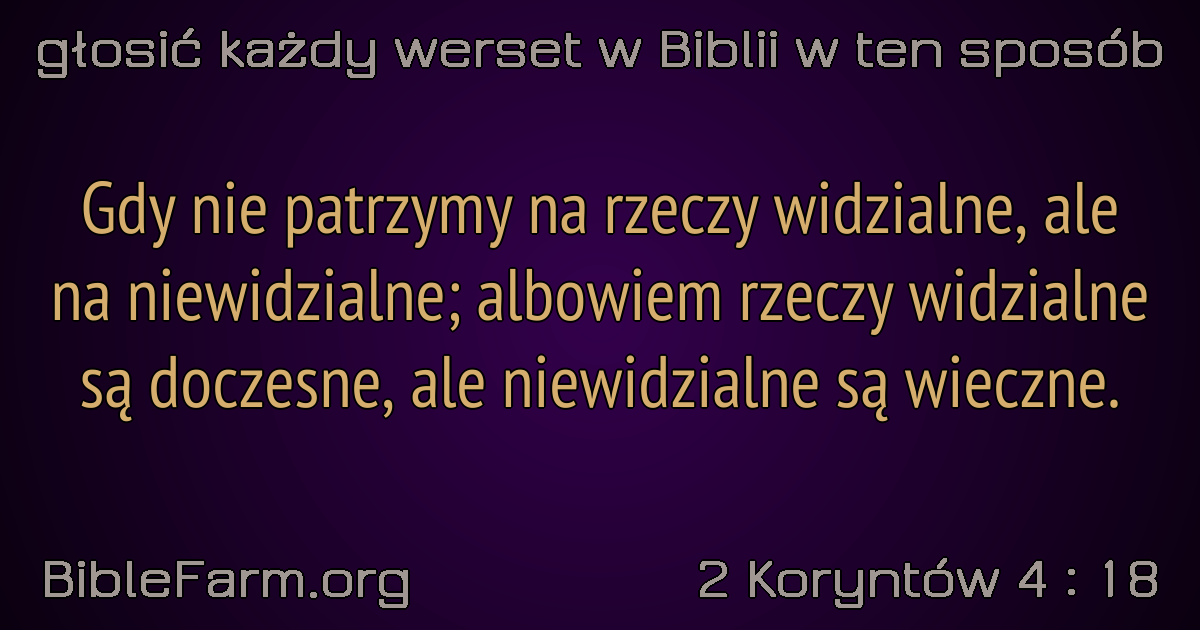 głosić każdy werset w Biblii w ten sposób
Gdy nie patrzymy na rzeczy widzialne, ale
na niewidzialne; albowiem rzeczy widzialne
są doczesne, ale niewidzialne są wieczne.
BibleFarm.org 2 Koryntów 4 : 18